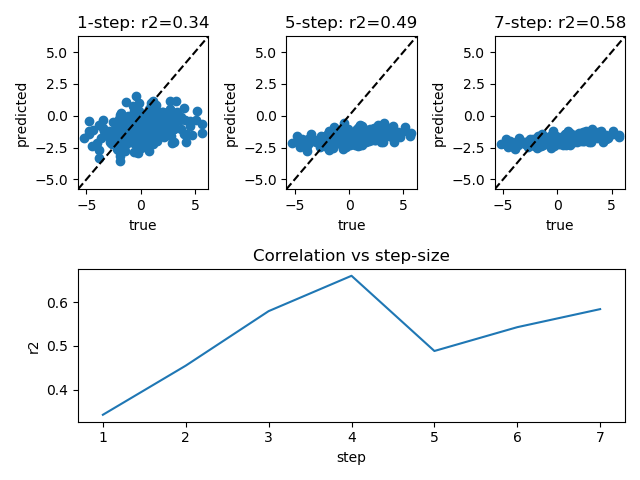 1-step: r2=0.34
5-step: r2=0.49
7-step: r2=0.58
5.0
2.5
0.0
−2.5
−5.0
predicted
−5
0
5
true
5.0
2.5
0.0
−2.5
−5.0
predicted
−5
0
5
true
5.0
2.5
0.0
−2.5
−5.0
predicted
−5
0
5
true
Correlation vs step-size
0.6
0.5
0.4
r2
1
2
3
4
5
6
7
step